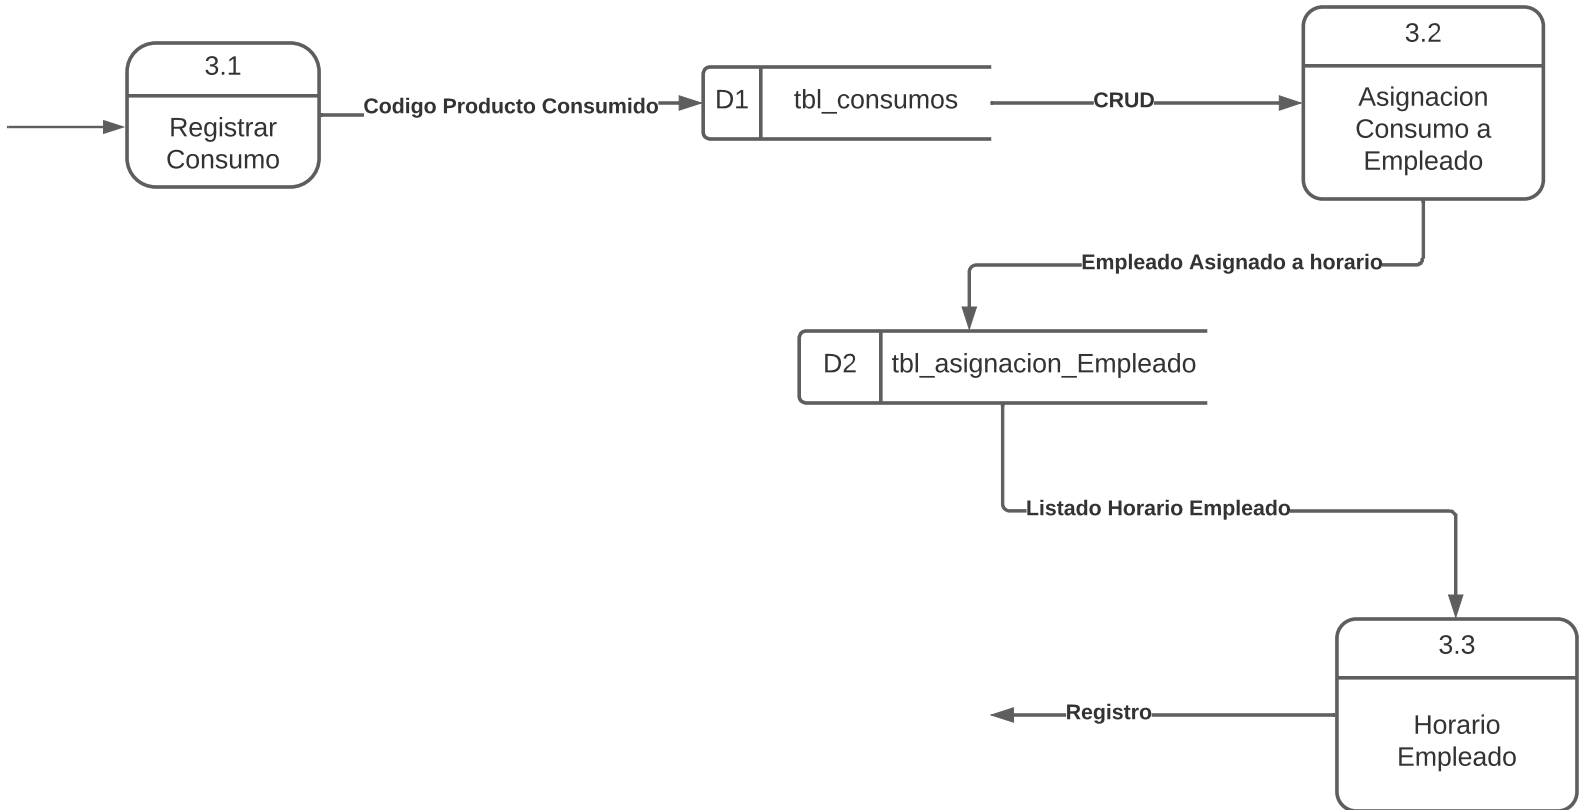 3.1
Registrar
Consumo
Codigo Producto Consumido
D1
tbl_consumos
CRUD
3.2
Asignacion
Consumo a
Empleado
Empleado Asignado a horario
D2
tbl_asignacion_Empleado
Listado Horario Empleado
3.3
Horario
Empleado
Registro